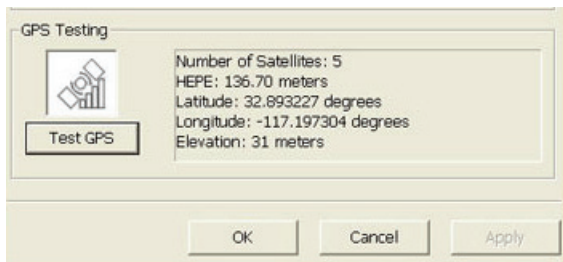 GPS Testing
Number of Satellites: 5
HEPE: 136.70 meters
Latitude: 32.893227 degrees
Longitude: -117.197304 degrees
Elevation: 31 meters
Test GPS
OK
Cancel
Apply